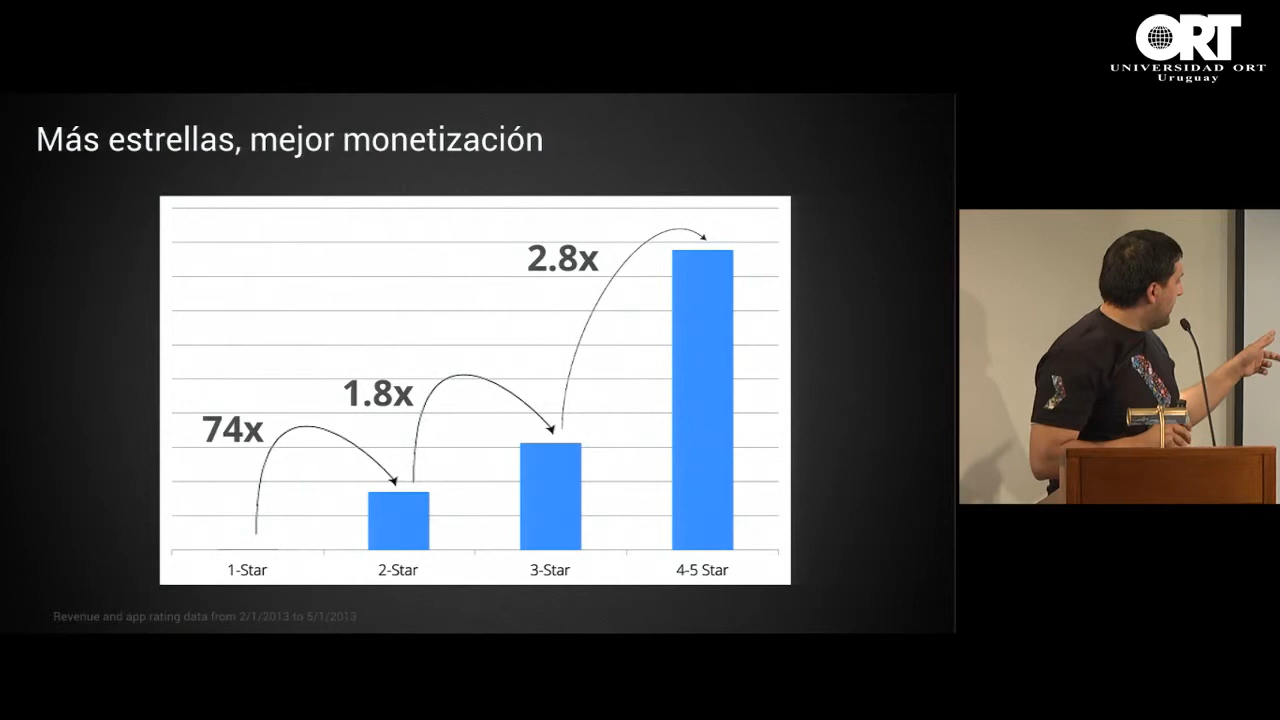 ORT
UNIVERSIDAD ORT
Uruguay
Más estrellas, mejor monetización
2.8x
1.8x
74x
1-Star
2-Star
3-Star
4-5 Star
Revenue and app rating data from 2/1/2013 to 5/1/2013